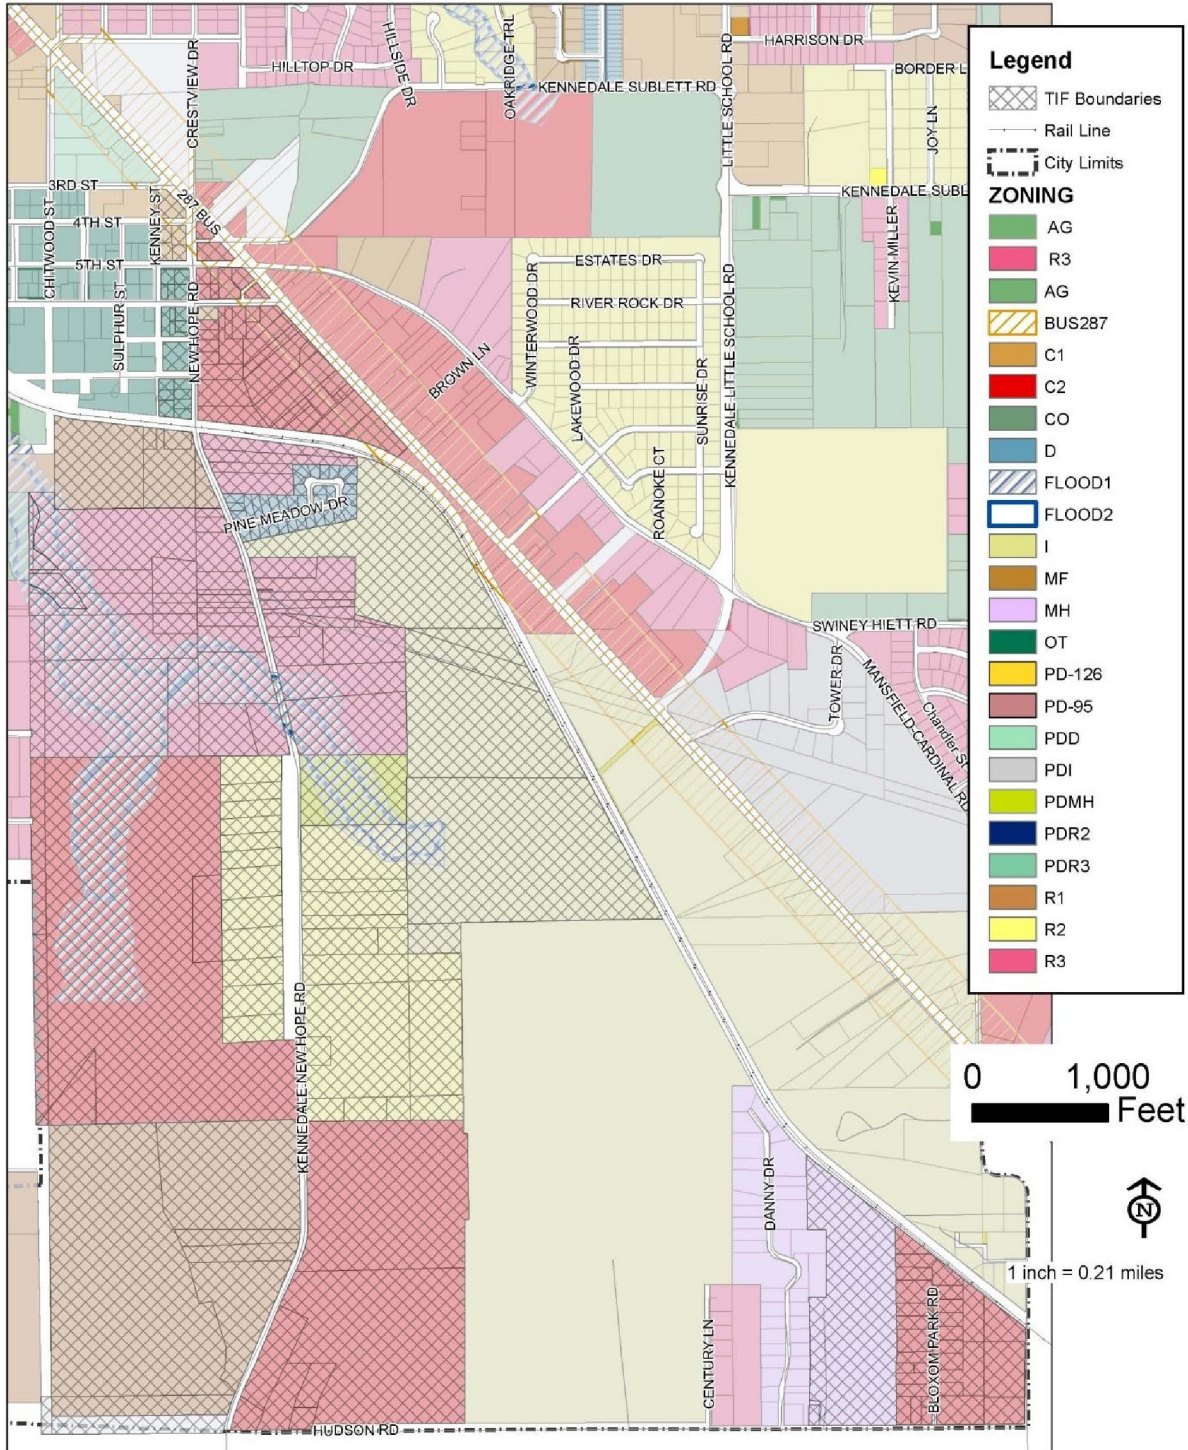 HARRISON DR
HILLTOP DR
BORDER L
KENNEDALE SUBLETT RD
CRESTVIEW DR
HILLSIDE DR
OAKRIDGE TRL
LITTLE SCHOOL RD
JOY LN
3RD ST
KENNEDALE SUBL
287 BUS
4TH ST
5TH ST
CHITWOOD ST
KENNEY ST
SULPHUR ST
NEW HOPE RD
KEVIN MILLER
ESTATES DR
RIVER ROCK DR
WINTERWOOD DR
LAKEWOOD DR
BROWN LN
SUNRISE DR
KENNEDALE-LITTLE SCHOOL RD
ROANOKE CT
PINE MEADOW DR
SWINEY HIETT RD
TOWER DR
MANSFIELD-CARDINAL RD
Chandler St
KENNEDALE-NEW HOPE RD
DANNY DR
CENTURY LN
BLOXOM PARK RD
HUDSON RD
Legend
TIF Boundaries
Rail Line
City Limits
ZONING
AG
R3
AG
BUS287
C1
C2
CO
D
FLOOD1
FLOOD2
I
MF
MH
OT
PD-126
PD-95
PDD
PDI
PDMH
PDR2
PDR3
R1
R2
R3
0 1,000
Feet
N
1 inch = 0.21 miles